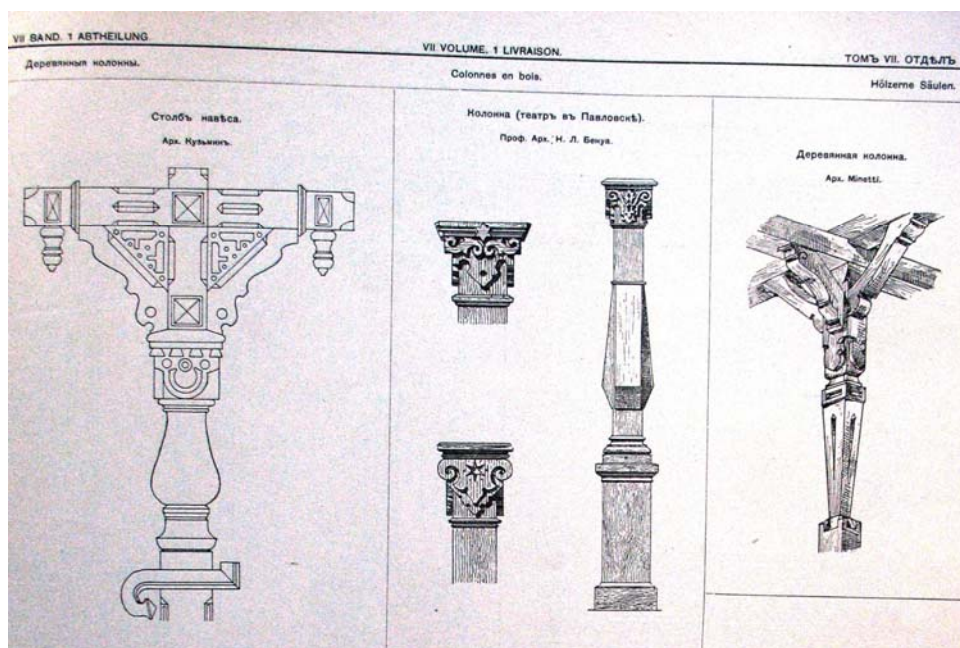 VII BAND. 1 ABTHEILUNG.
VII VOLUME. 1 LIVRAISON.
ТОМЪ VII. ОТДѢЛЪ
Деревянныя колонны.
Colonnes en bois.
Hölzerne Säulen.
Столбъ навѣса.
Арх. Кузьминъ.
Колонна (театръ въ Павловскѣ).
Проф. Арх. Н. Л. Бенуа.
Деревянная колонна.
Арх. Minetti.